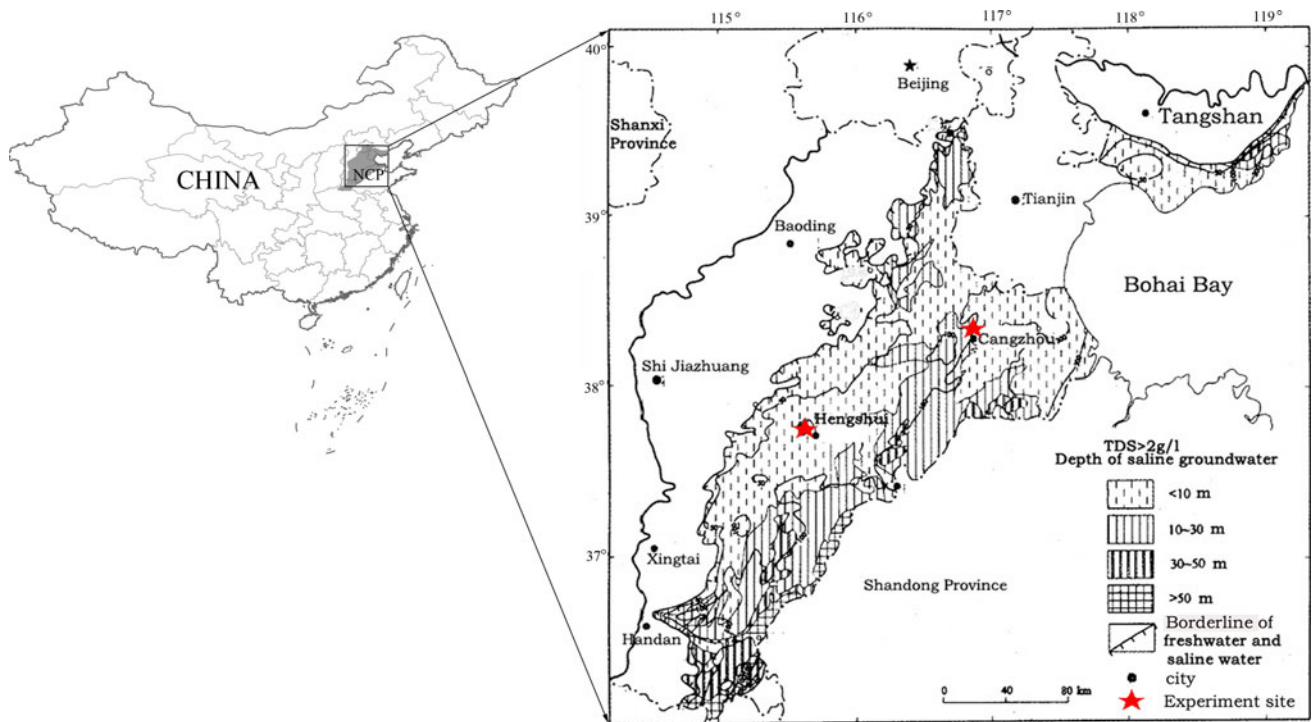 CHINA
NCP
115°
116°
117°
118°
119°
40°
39°
38°
37°
Beijing
Shanxi
Province
Tangshan
Tianjin
Baoding
Bohai Bay
Cangzhou
Shi Jiazhuang
Hengshui
Xingtai
Shandong Province
Handan
TDS>2g/l
Depth of saline groundwater
<10 m
10~30 m
30~50 m
>50 m
Borderline of
freshwater and
saline water
city
Experiment site
0 40 80 km